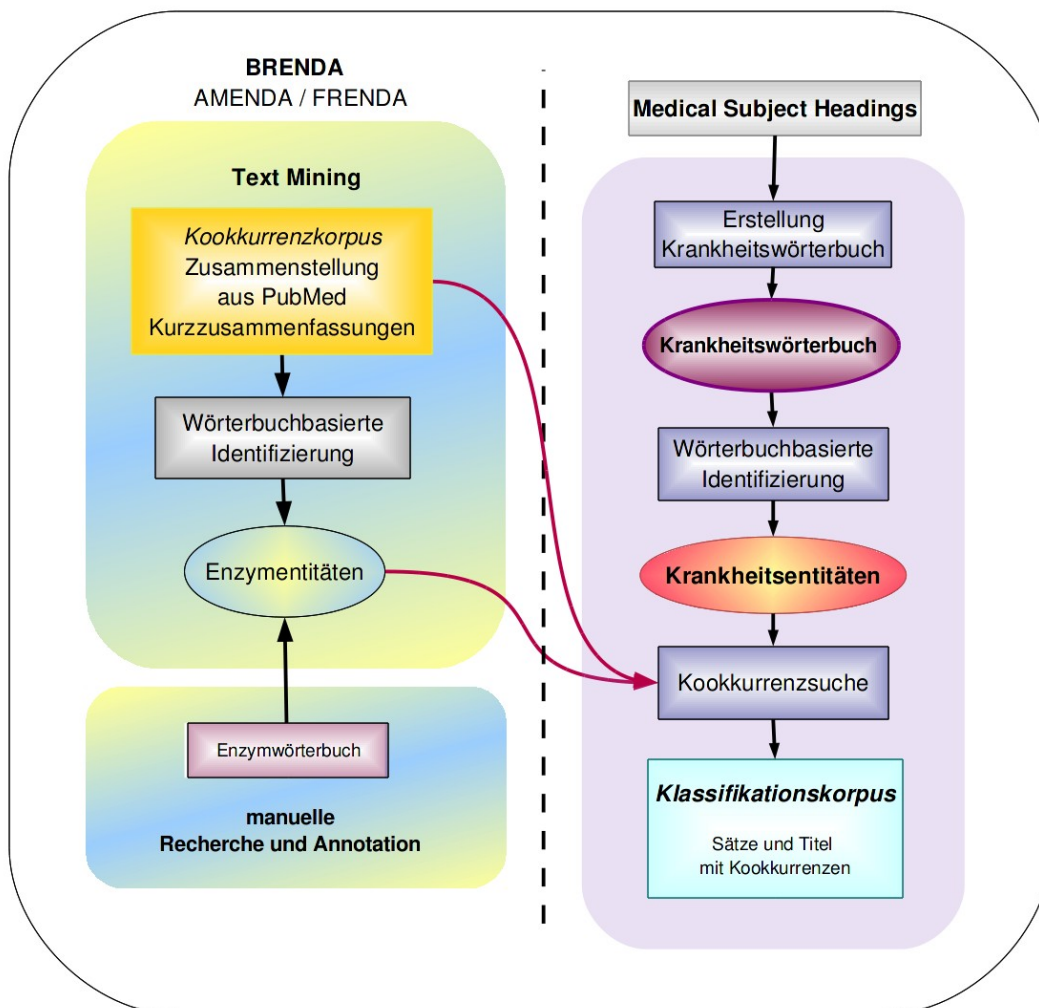 BRENDA
AMENDA / FRENDA
Text Mining
Kookkurrenzkorpus
Zusammenstellung
aus PubMed
Kurzzusammenfassungen
Wörterbuchbasierte
Identifizierung
Enzymentitäten
Enzymwörterbuch
manuelle
Recherche und Annotation
Medical Subject Headings
Erstellung
Krankheitswörterbuch
Krankheitswörterbuch
Wörterbuchbasierte
Identifizierung
Krankheitsentitäten
Kookkurrenzsuche
Klassifikationskorpus
Sätze und Titel
mit Kookkurrenzen